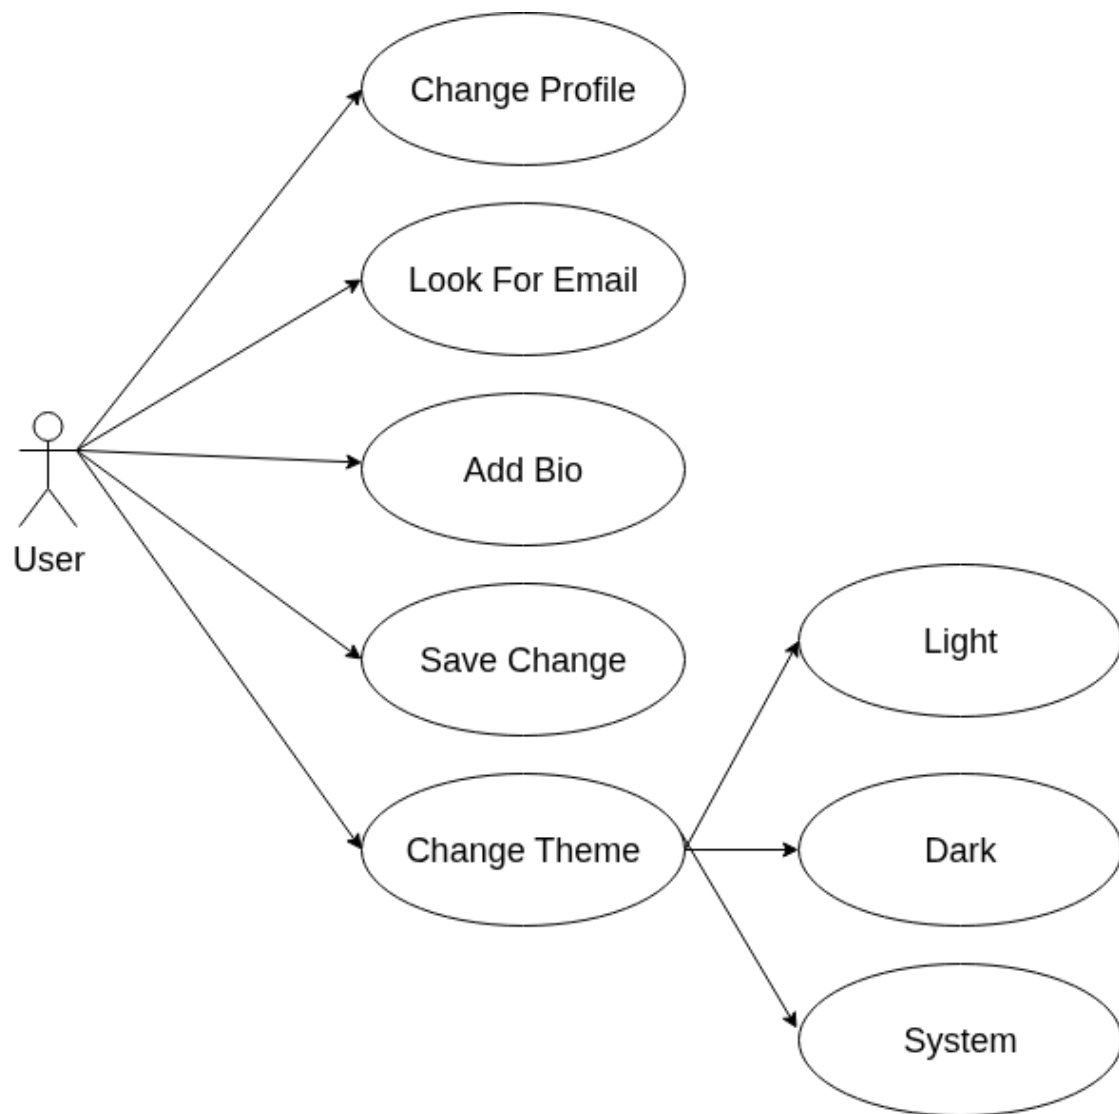 Change Profile
Look For Email
Add Bio
User
Save Change
Light
Change Theme
Dark
System